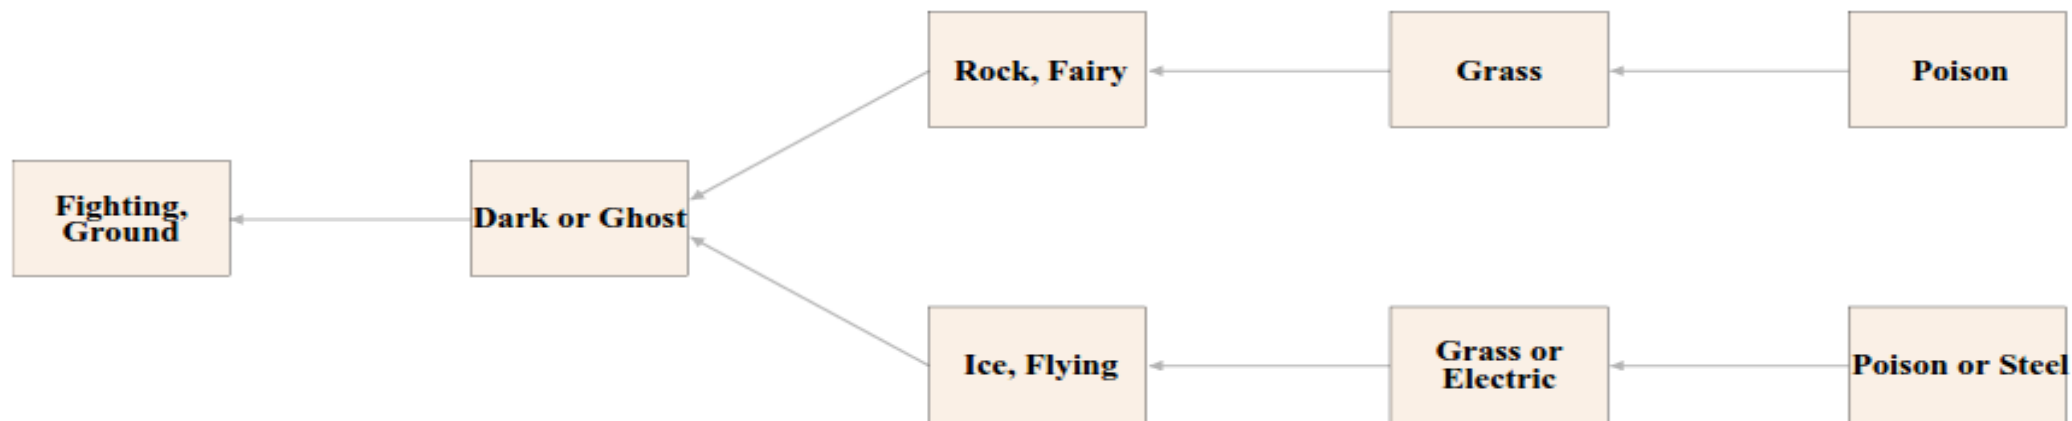 Rock, Fairy
Grass
Poison
Fighting,
Ground
Dark or Ghost
Ice, Flying
Grass or
Electric
Poison or Steel